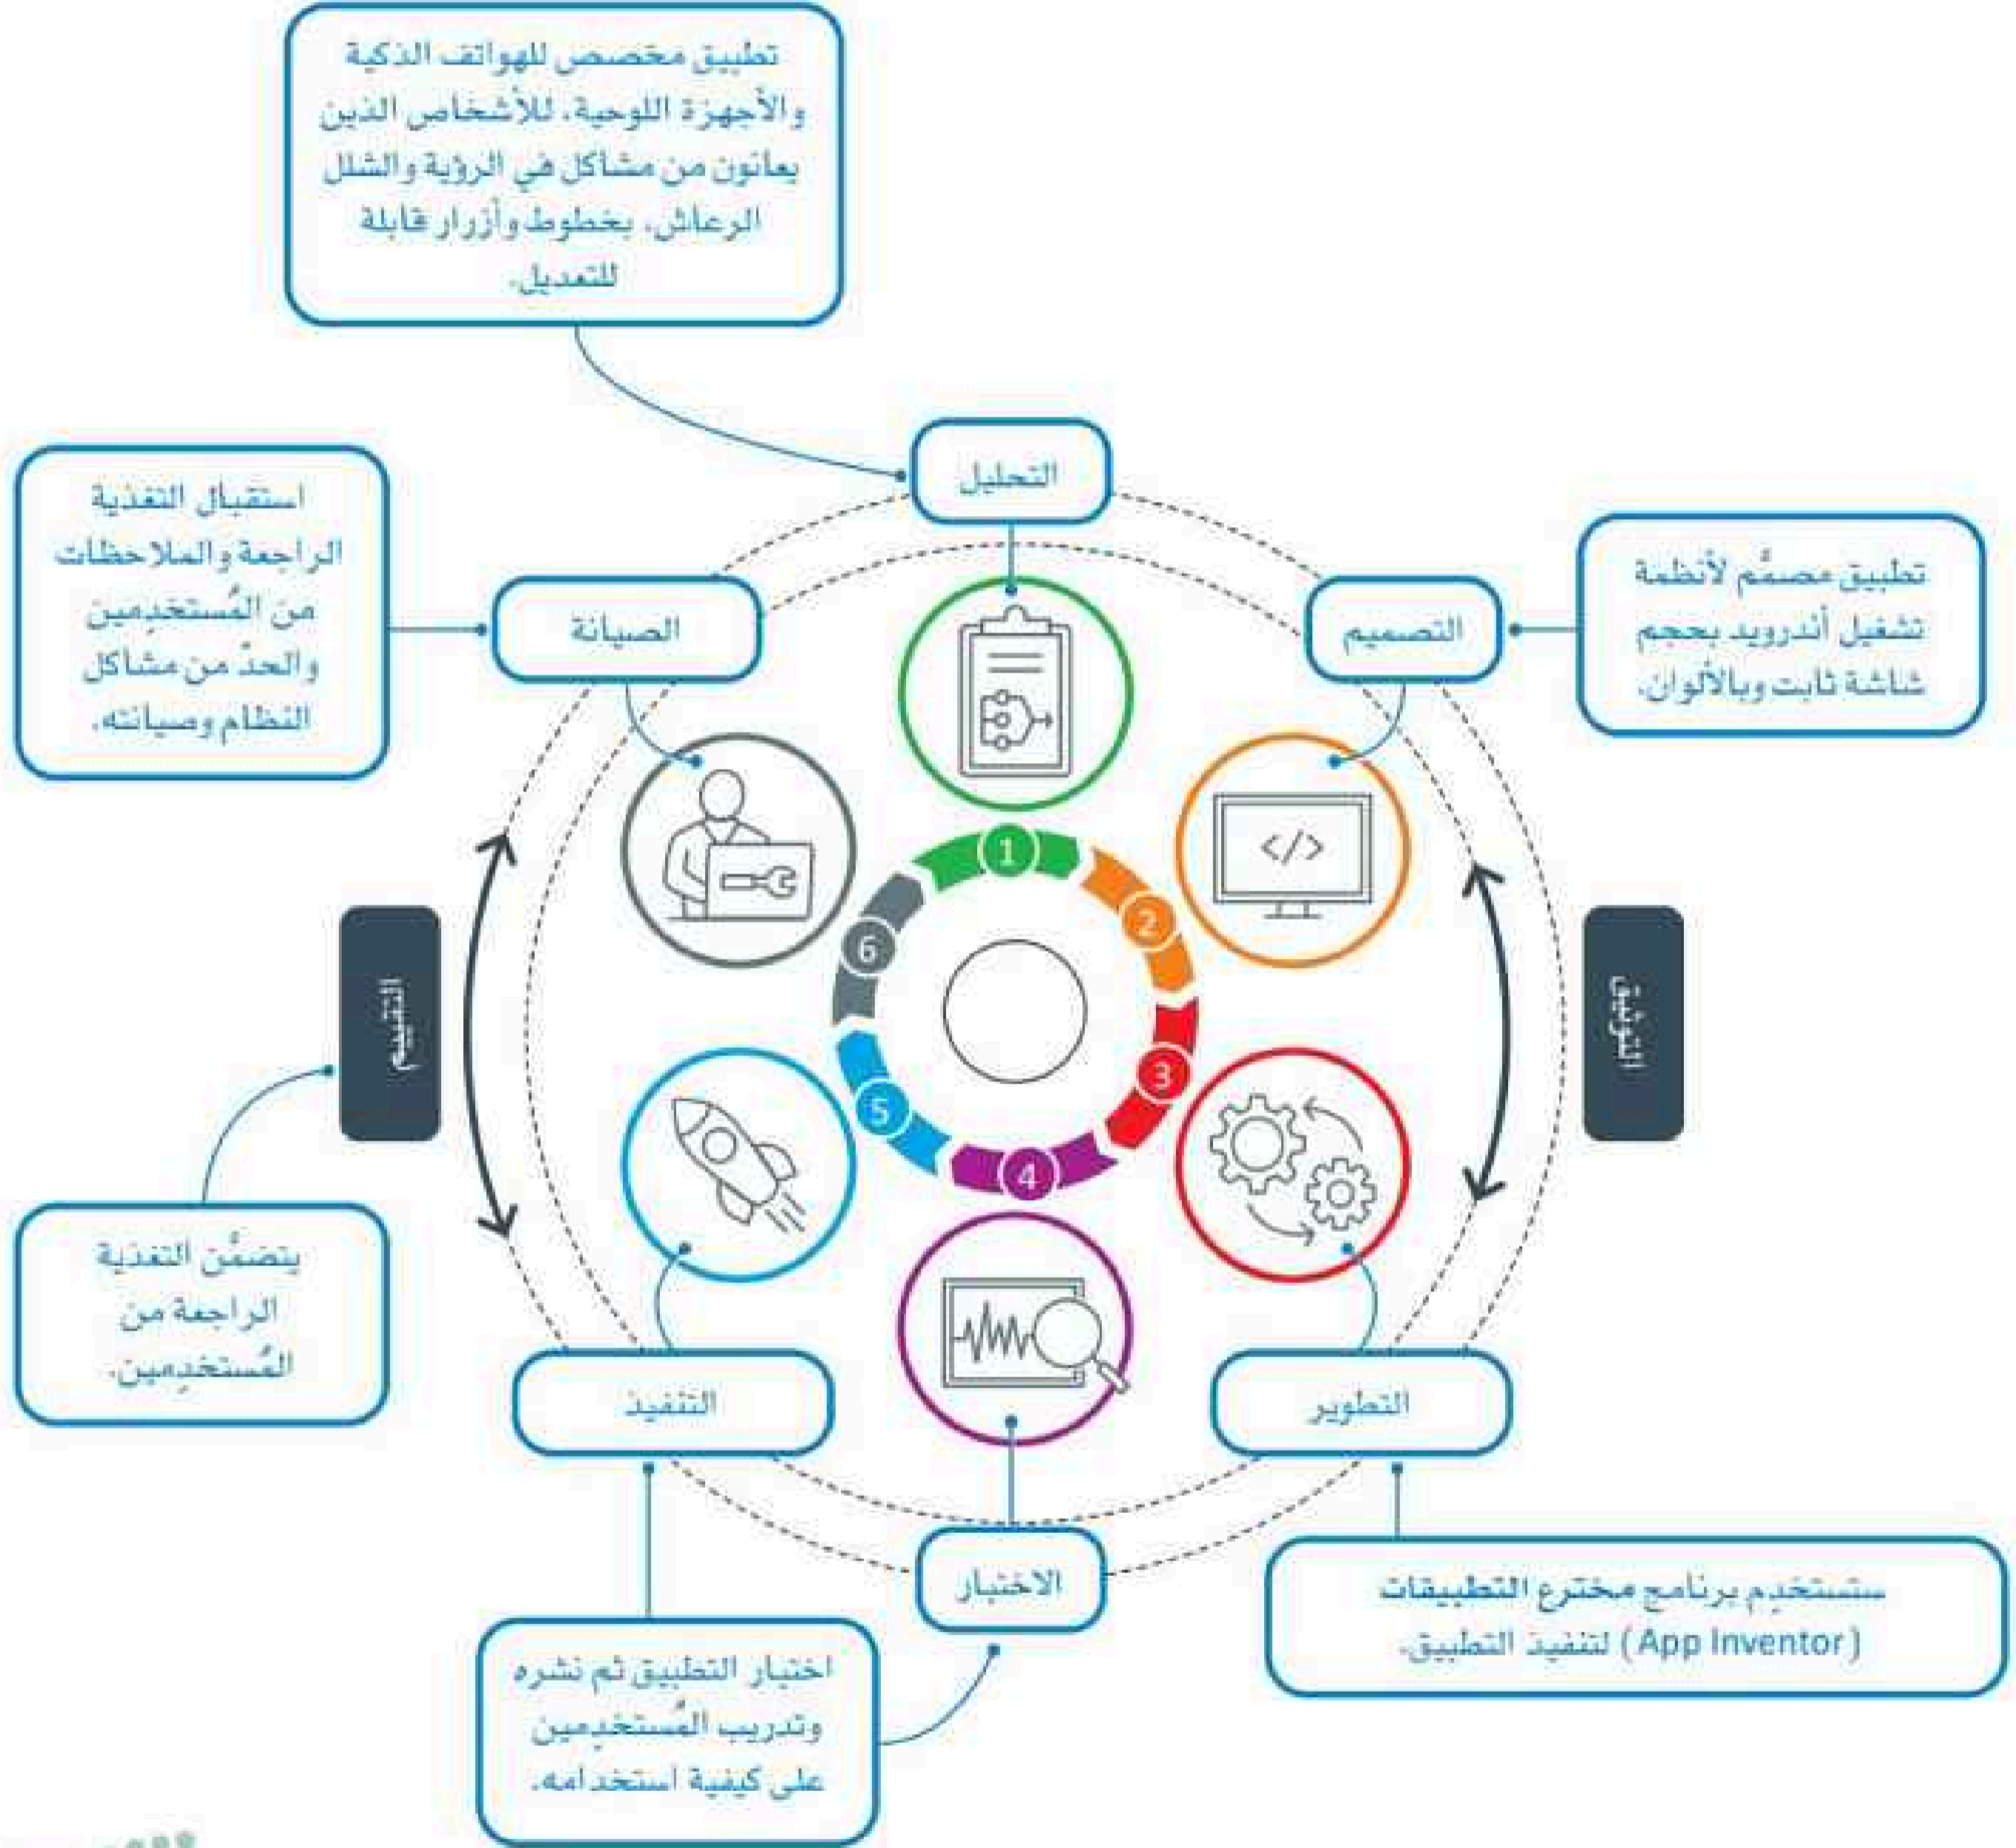 تطبيق مخصص للهواتف الذكية
والأجهزة اللوحية، للأشخاص الذين
يعانون من مشاكل في الرؤية والشلل
الرعاش، بخطوط وأزرار قابلة
للتعديل.
التحليل
تطبيق مصمَّم لأنظمة
تشغيل أندرويد بحجم
شاشة ثابت وبالألوان.
التصميم
الصيانة
استقبال التغذية
الراجعة والملاحظات
من المُستخدِمين
والحدّ من مشاكل
النظام وصيانته.
1
2
3
4
5
6
التوثيق
التقييم
يتضمَّن التغذية
الراجعة من
المُستخدِمين.
التطوير
التنفيذ
الاختبار
ستستخدِم برنامج مخترع التطبيقات
(App Inventor) لتنفيذ التطبيق.
اختبار التطبيق ثم نشره
وتدريب المُستخدِمين
على كيفية استخدامه.